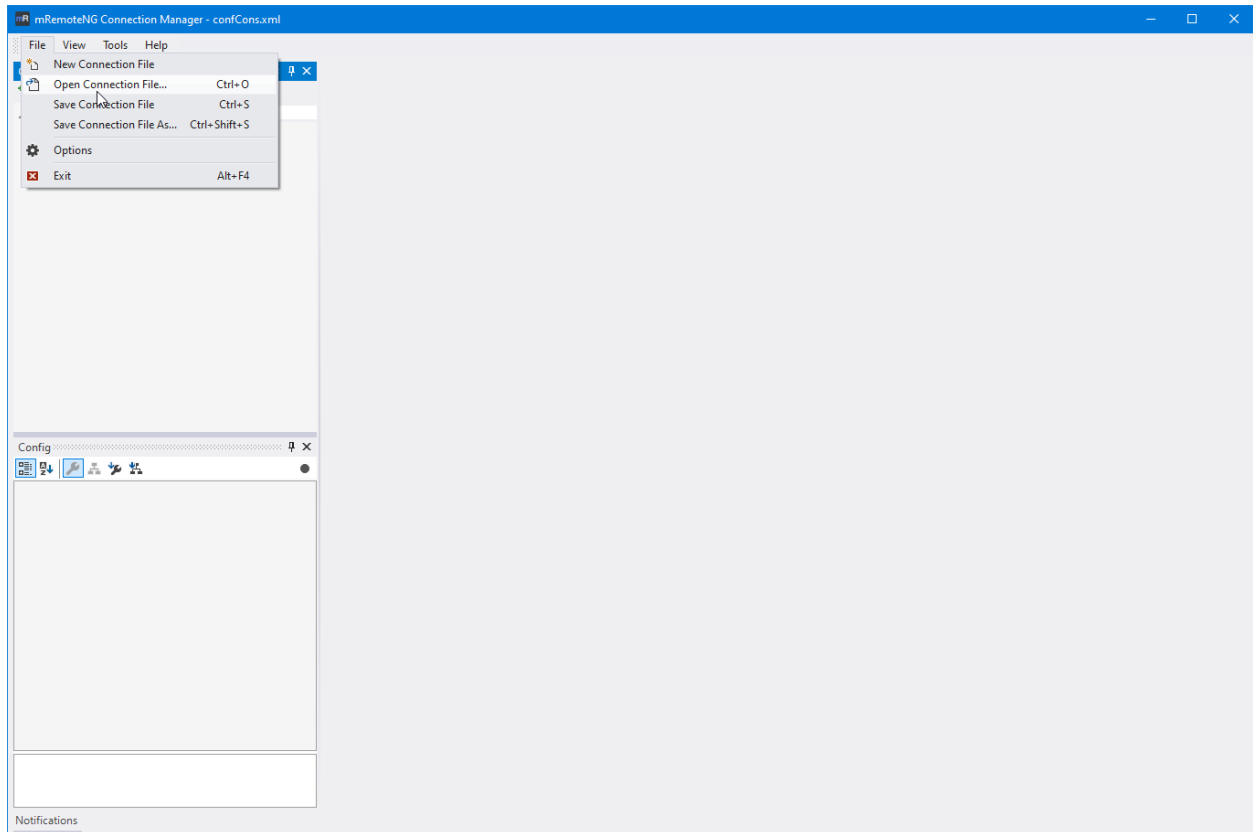 mR mRemoteNG Connection Manager - confCons.xml
File View Tools Help
New Connection File
Open Connection File... Ctrl+O
Save Connection File Ctrl+S
Save Connection File As... Ctrl+Shift+S
Options
Exit Alt+F4
Config
Notifications